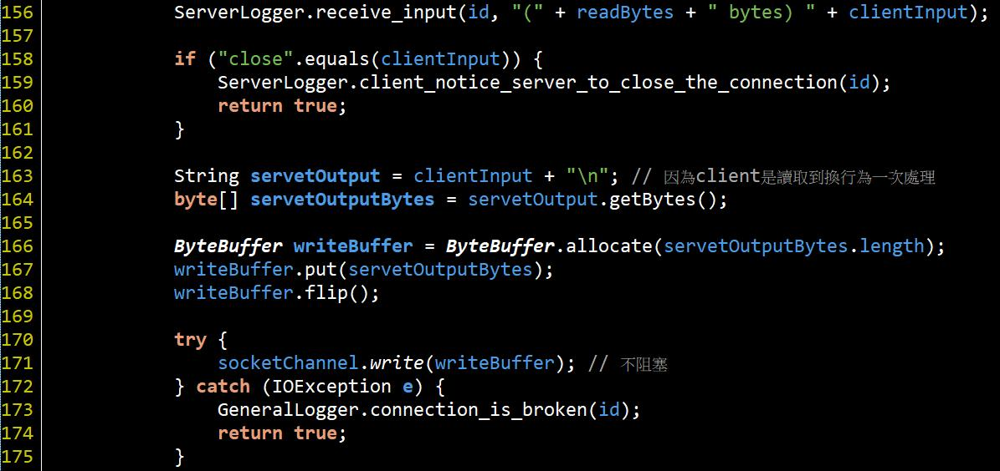 156 ServerLogger.receive_input(id, "(" + readBytes + " bytes) " + clientInput);
157
158 if ("close".equals(clientInput)) {
159 ServerLogger.client_notice_server_to_close_the_connection(id);
160 return true;
161 }
162
163 String servetOutput = clientInput + "\n"; // 因為client是讀取到換行為一次處理
164 byte[] servetOutputBytes = servetOutput.getBytes();
165
166 ByteBuffer writeBuffer = ByteBuffer.allocate(servetOutputBytes.length);
167 writeBuffer.put(servetOutputBytes);
168 writeBuffer.flip();
169
170 try {
171 socketChannel.write(writeBuffer); // 不阻塞
172 } catch (IOException e) {
173 GeneralLogger.connection_is_broken(id);
174 return true;
175 }